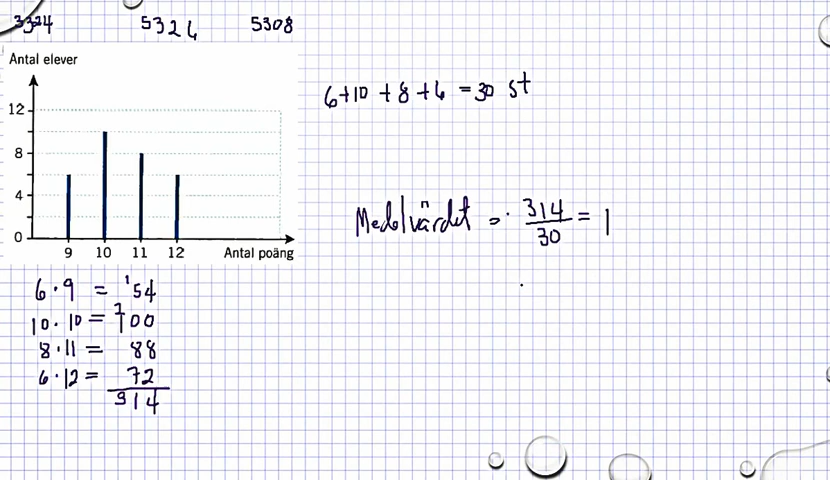 3324 5326 5308
Antal elever
12
8
4
0
9 10 11 12 Antal poäng
6+10+8+6=30 st
Medelvärdet = 314/30 = 1
6·9 = 54
10·10 = 100
8·11 = 88
6·12 = 72
314